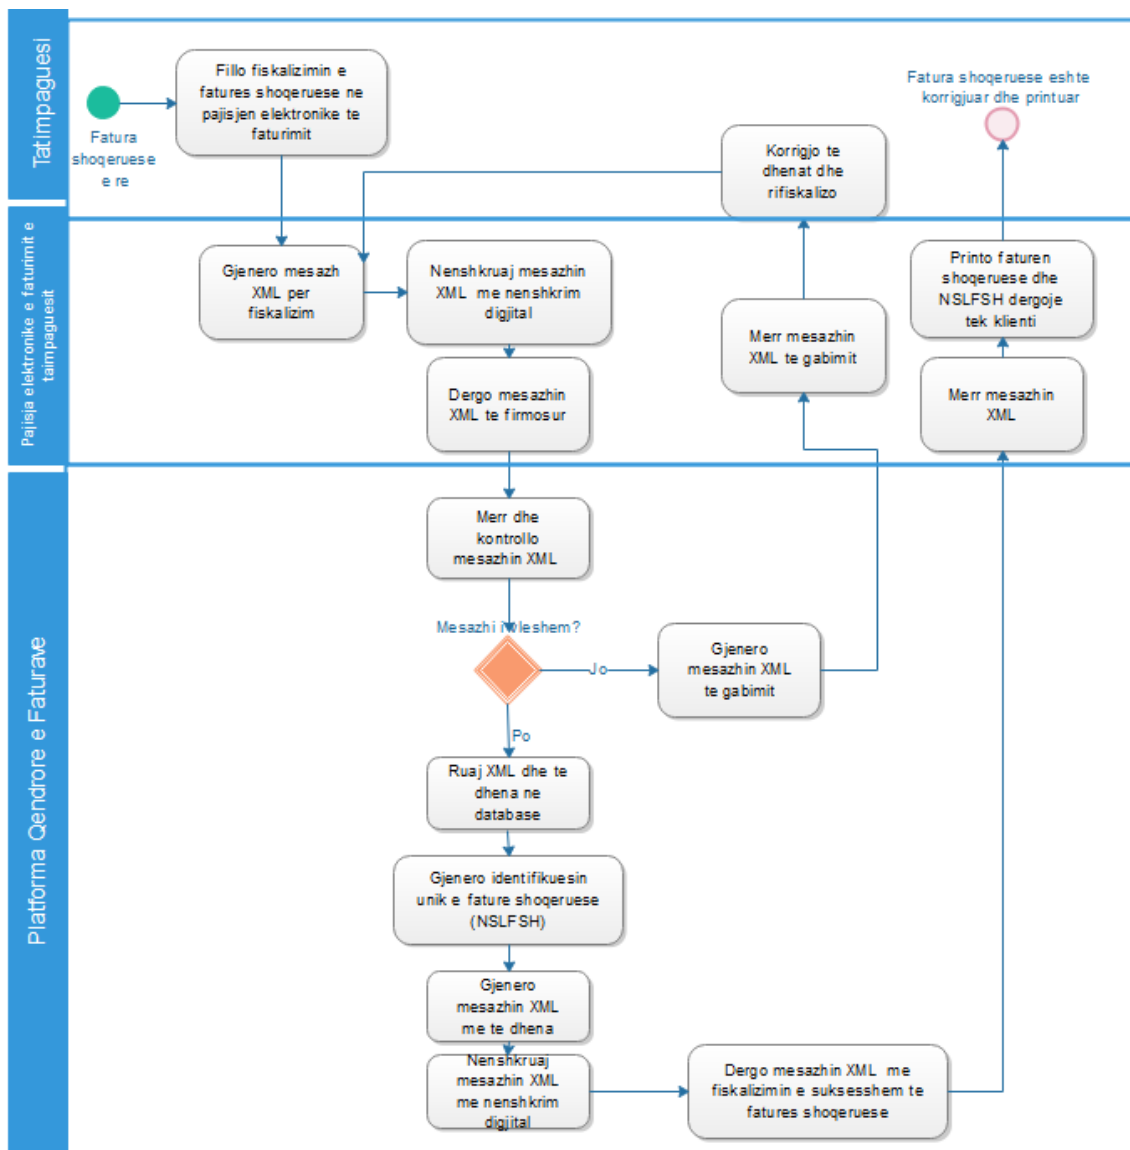 Tatimpaguesi
Fatura
shoqeruese
e re
Fillo fiskalizimin e
fatures shoqeruese ne
pajisjen elektronike te
faturimit
Korrigjo te
dhenat dhe
rifiskalizo
Fatura shoqeruese eshte
korrigjuar dhe printuar
Pajisja elektronike e faturimit e
taimpaguesit
Gjenero mesazh
XML per
fiskalizim
Nenshkruaj mesazhin
XML me nenshkrim
digjital
Dergo mesazhin
XML te firmosur
Merr mesazhin
XML te gabimit
Printo faturen
shoqeruese dhe
NSLFSH dergoje
tek klienti
Merr mesazhin
XML
Platforma Qendrore e Faturave
Merr dhe
kontrollo
mesazhin XML
Mesazhi i vleshem?
Jo
Gjenero
mesazhin XML
te gabimit
Po
Ruaj XML dhe te
dhena ne
database
Gjenero identifikuesin
unik e fature shoqeruese
(NSLFSH)
Gjenero
mesazhin XML
me te dhena
Nenshkruaj
mesazhin XML
me nenshkrim
digjital
Dergo mesazhin XML me
fiskalizimin e suksesshem te
fatures shoqeruese